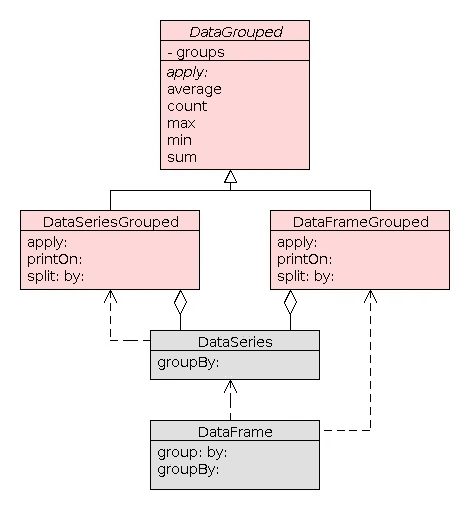 DataGrouped
- groups
apply:
average
count
max
min
sum
DataSeriesGrouped
apply:
printOn:
split: by:
DataFrameGrouped
apply:
printOn:
split: by:
DataSeries
groupBy:
DataFrame
group: by:
groupBy: